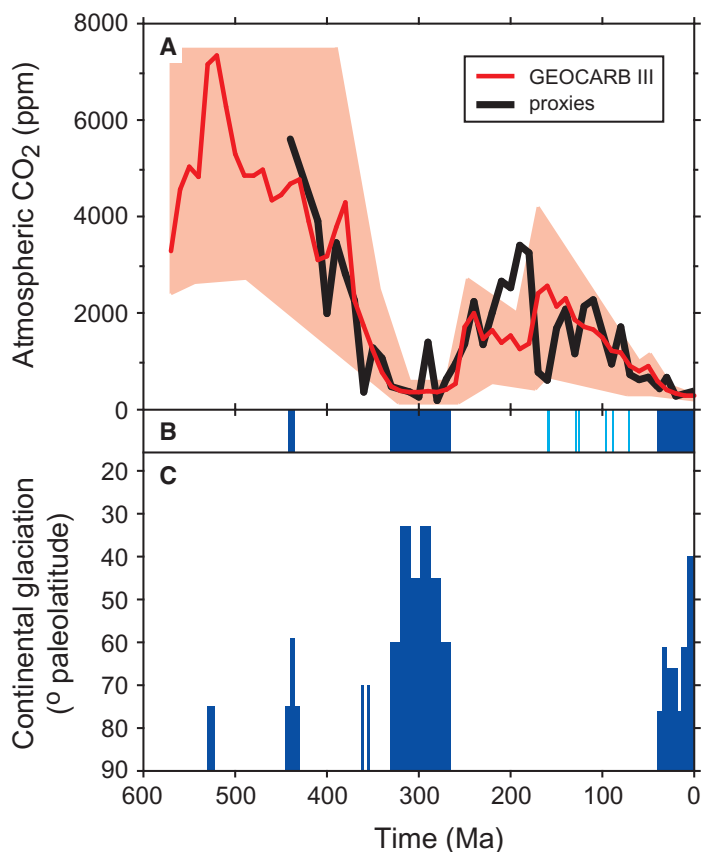 A
Atmospheric CO2 (ppm)
8000
6000
4000
2000
0
GEOCARB III
proxies
B
C
Continental glaciation
(º paleolatitude)
20
30
40
50
60
70
80
90
600
500
400
300
200
100
0
Time (Ma)